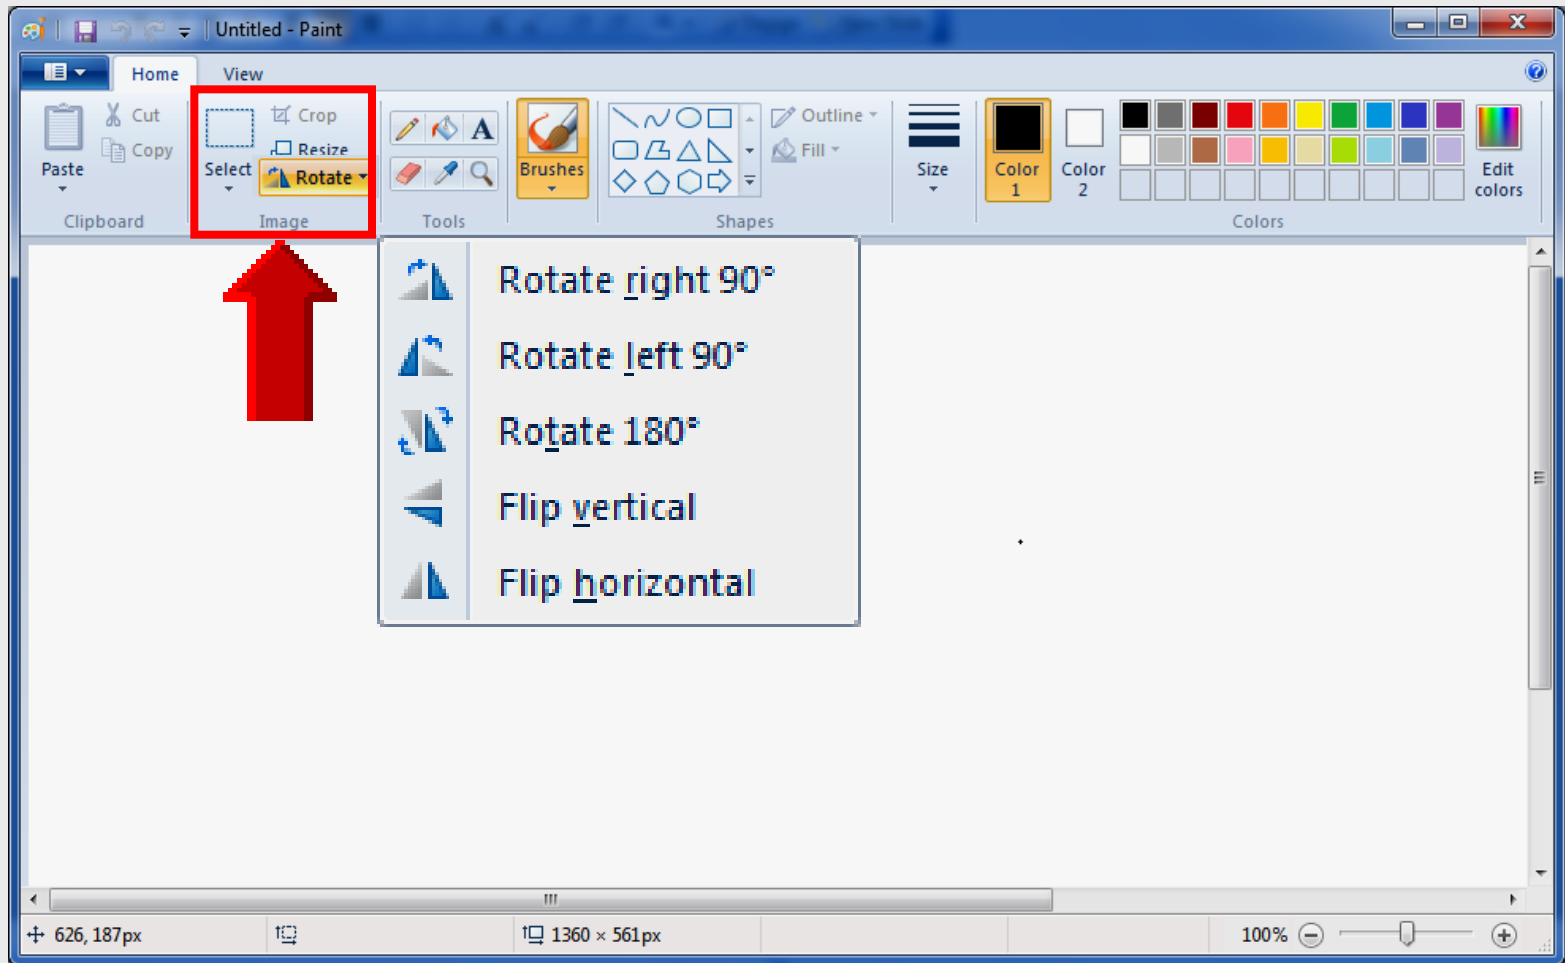 Untitled - Paint
Home View
Paste
Cut
Copy
Clipboard
Select
Crop
Resize
Rotate
Image
A
Tools
Brushes
Outline
Fill
Shapes
Size
Color 1
Color 2
Edit colors
Colors
Rotate right 90°
Rotate left 90°
Rotate 180°
Flip vertical
Flip horizontal
626, 187px
1360 × 561px
100%